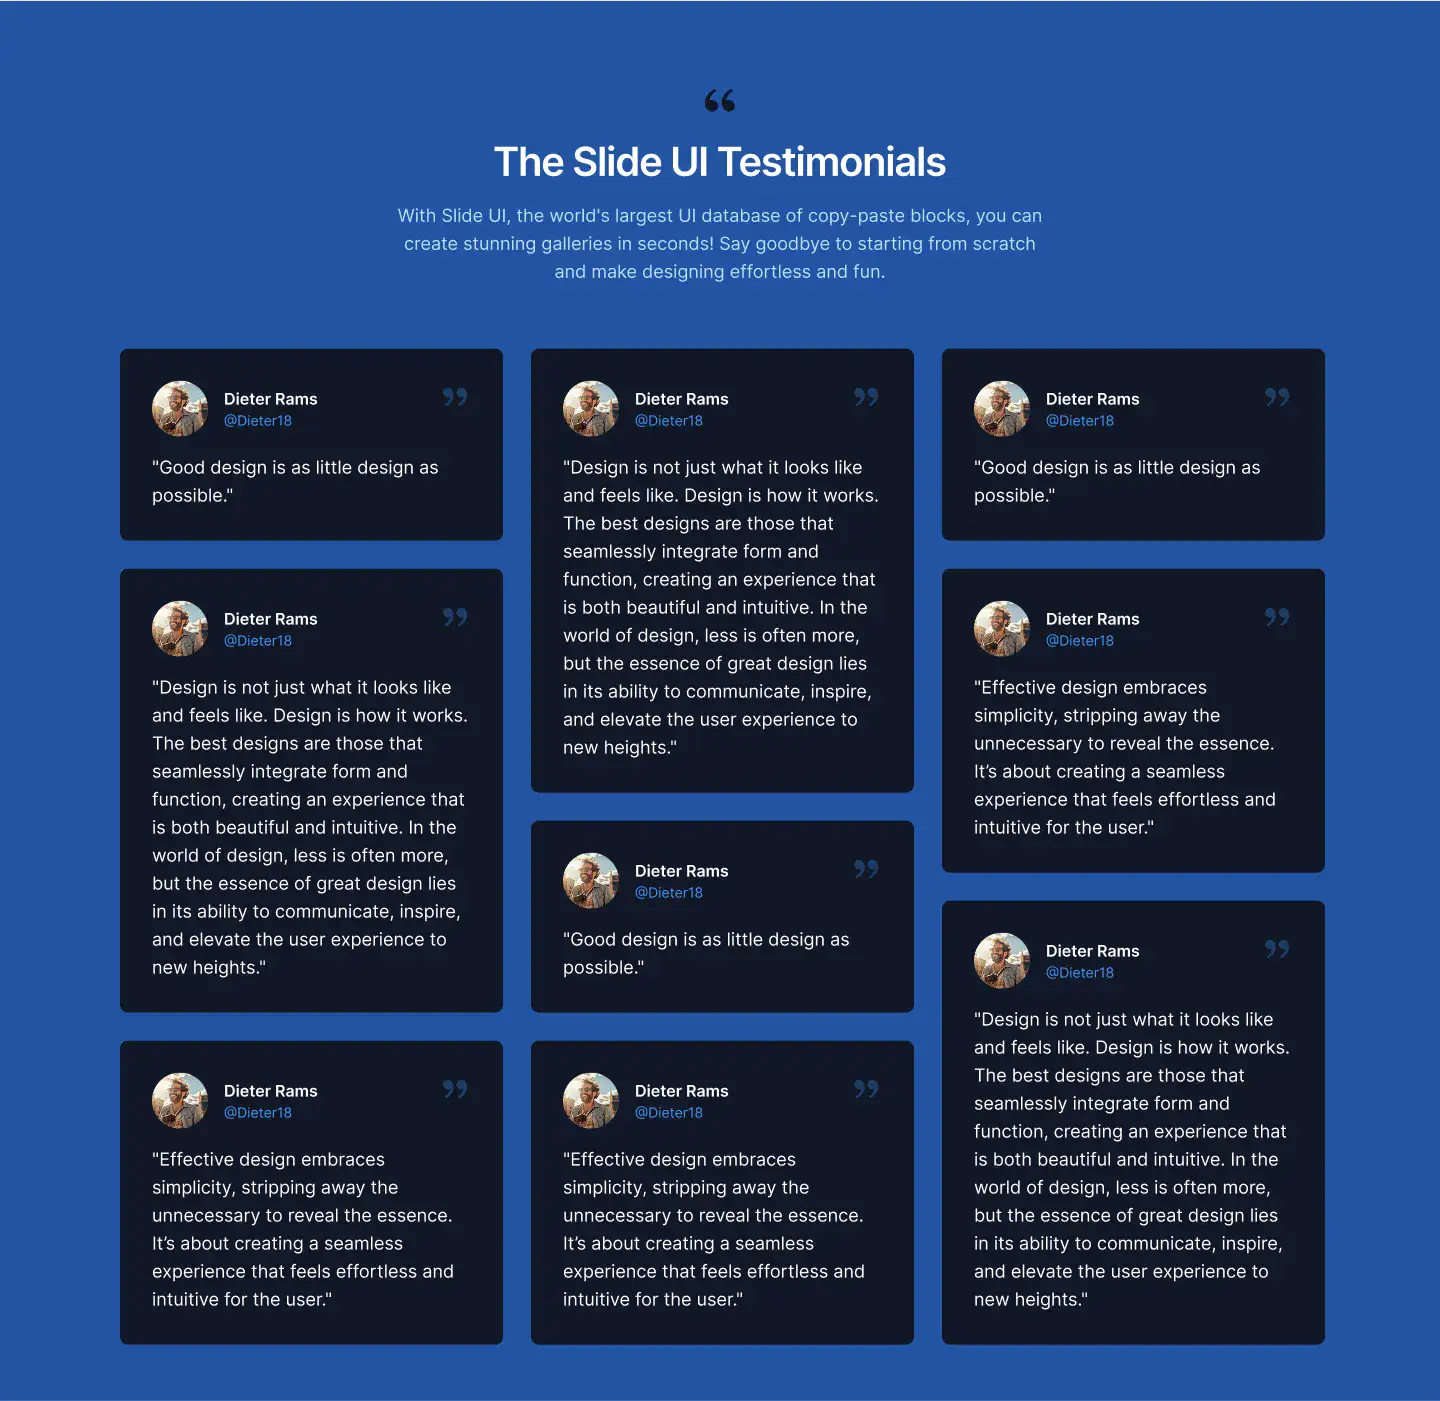 “
The Slide UI Testimonials
With Slide UI, the world's largest UI database of copy-paste blocks, you can
create stunning galleries in seconds! Say goodbye to starting from scratch
and make designing effortless and fun.
Dieter Rams
@Dieter18
”
"Good design is as little design as
possible."
Dieter Rams
@Dieter18
”
"Design is not just what it looks like
and feels like. Design is how it works.
The best designs are those that
seamlessly integrate form and
function, creating an experience that
is both beautiful and intuitive. In the
world of design, less is often more,
but the essence of great design lies
in its ability to communicate, inspire,
and elevate the user experience to
new heights."
Dieter Rams
@Dieter18
”
"Effective design embraces
simplicity, stripping away the
unnecessary to reveal the essence.
It’s about creating a seamless
experience that feels effortless and
intuitive for the user."
Dieter Rams
@Dieter18
”
"Design is not just what it looks like
and feels like. Design is how it works.
The best designs are those that
seamlessly integrate form and
function, creating an experience that
is both beautiful and intuitive. In the
world of design, less is often more,
but the essence of great design lies
in its ability to communicate, inspire,
and elevate the user experience to
new heights."
Dieter Rams
@Dieter18
”
"Good design is as little design as
possible."
Dieter Rams
@Dieter18
”
"Effective design embraces
simplicity, stripping away the
unnecessary to reveal the essence.
It’s about creating a seamless
experience that feels effortless and
intuitive for the user."
Dieter Rams
@Dieter18
”
"Good design is as little design as
possible."
Dieter Rams
@Dieter18
”
"Effective design embraces
simplicity, stripping away the
unnecessary to reveal the essence.
It’s about creating a seamless
experience that feels effortless and
intuitive for the user."
Dieter Rams
@Dieter18
”
"Design is not just what it looks like
and feels like. Design is how it works.
The best designs are those that
seamlessly integrate form and
function, creating an experience that
is both beautiful and intuitive. In the
world of design, less is often more,
but the essence of great design lies
in its ability to communicate, inspire,
and elevate the user experience to
new heights."